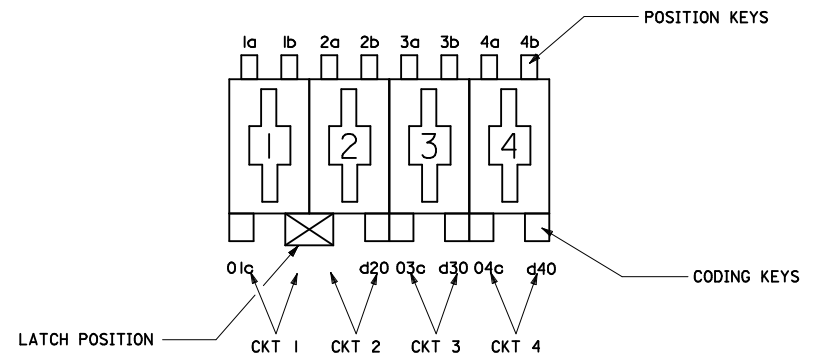 POSITION KEYS
1a 1b 2a 2b 3a 3b 4a 4b
1 2 3 4
01c d20 03c d30 04c d40
CODING KEYS
LATCH POSITION
CKT 1 CKT 2 CKT 3 CKT 4